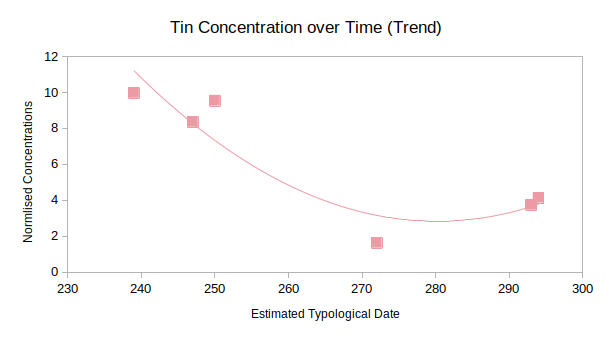 Tin Concentration over Time (Trend)
12
10
8
6
4
2
0
Normlised Concentrations
230 240 250 260 270 280 290 300
Estimated Typological Date